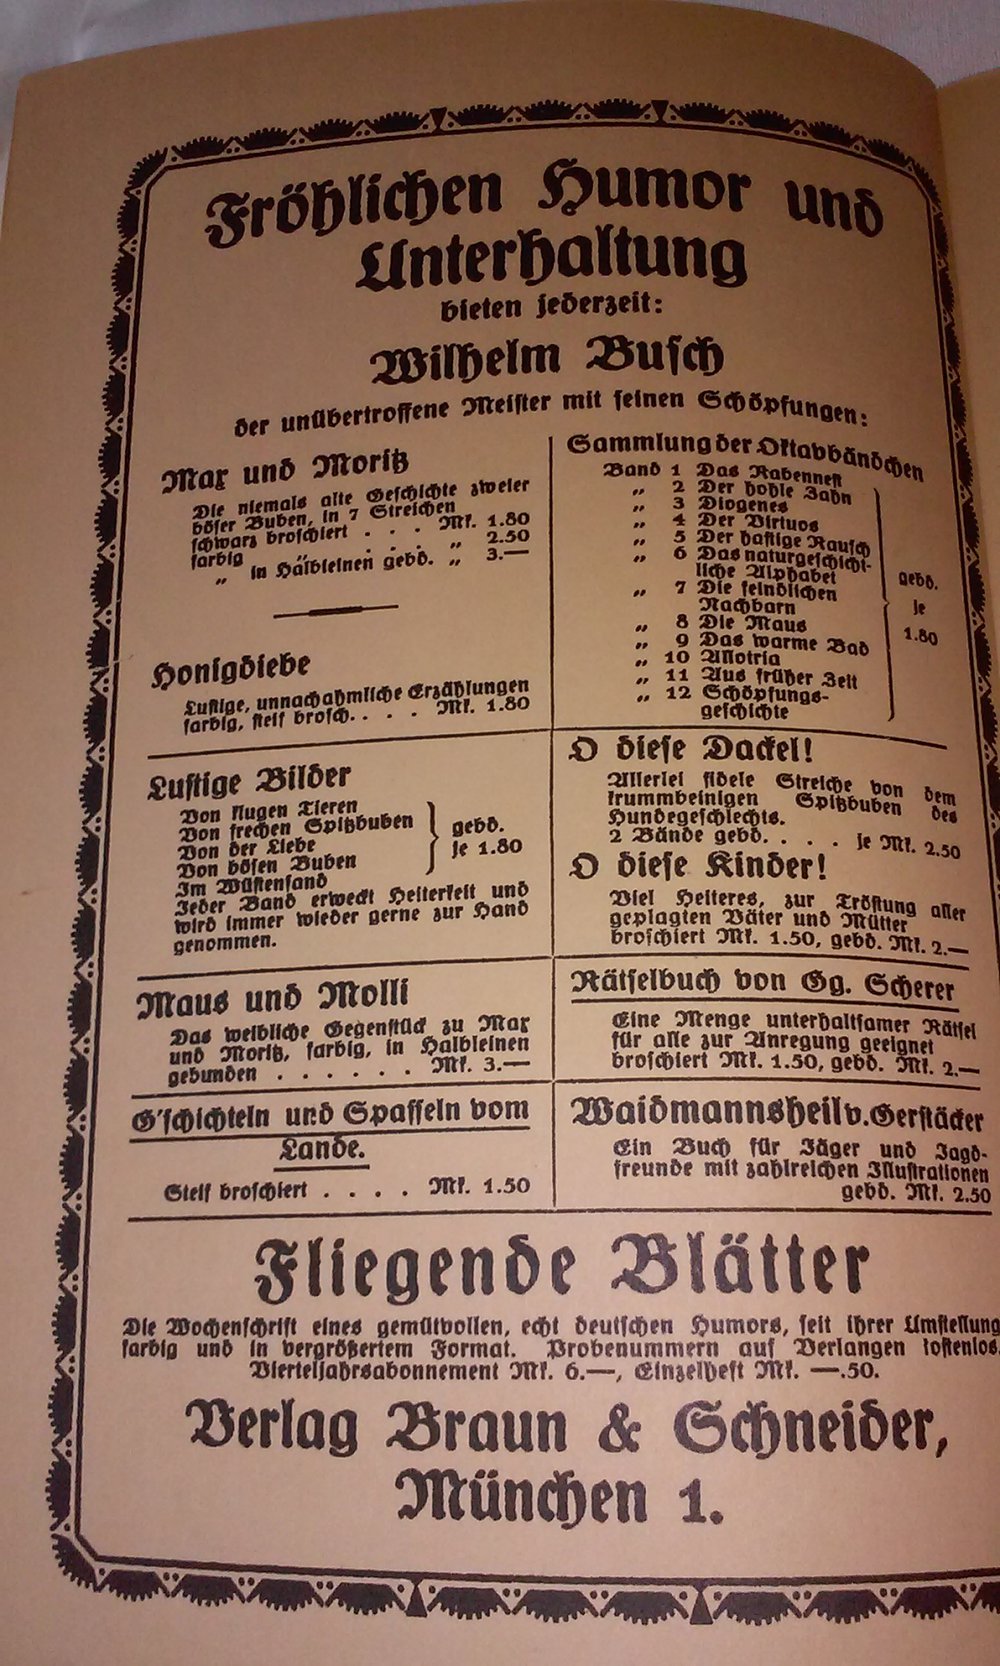 Fröhlichen Humor und
Unterhaltung
bieten jederzeit:
Wilhelm Busch
der unübertroffene Meister mit seinen Schöpfungen:
Max und Moritz
Die niemals alte Geschichte zweier
böser Buben, in 7 Streichen
schwarz broschiert . . . Mk. 1.80
farbig „ . . . „ 2.50
„ in Halbleinen gebd. „ 3.—
Honigdiebe
Lustige, unnachahmliche Erzählungen
farbig, steif brosch. . . . Mk. 1.80
Sammlung der Oktavbändchen
Band 1 Das Rabennest
„ 2 Der hohle Zahn
„ 3 Diogenes
„ 4 Der Virtuos
„ 5 Der hastige Rausch
„ 6 Das naturgeschicht-
liche Alphabet
„ 7 Die feindlichen
Nachbarn
„ 8 Die Maus
„ 9 Das warme Bad
„ 10 Allotria
„ 11 Aus früher Zeit
„ 12 Schöpfungs-
geschichte
gebd.
je
1.80
Lustige Bilder
Von klugen Tieren
Von frechen Spitzbuben
Von der Liebe
Von bösen Buben
Im Wüstensand
gebd.
je 1.80
Jeder Band erweckt Heiterkeit und
wird immer wieder gerne zur Hand
genommen.
O diese Dackel!
Allerlei fidele Streiche von dem
krummbeinigen Spitzbuben des
Hundegeschlechts.
2 Bände gebd. . . . . je Mk. 2.50
O diese Kinder!
Viel Heiteres, zur Tröstung aller
geplagten Väter und Mütter
broschiert Mk. 1.50, gebd. Mk. 2.—
Maus und Molli
Das weibliche Gegenstück zu Max
und Moritz, farbig, in Halbleinen
gebunden . . . . . . Mk. 3.—
Rätselbuch von Gg. Scherer
Eine Menge unterhaltsamer Rätsel
für alle zur Anregung geeignet
broschiert Mk. 1.50, gebd. Mk. 2.—
G'schichteln und Spasseln vom
Lande.
Steif broschiert . . . . Mk. 1.50
Waidmannsheil v. Gerstäcker
Ein Buch für Jäger und Jagd-
freunde mit zahlreichen Illustrationen
gebd. Mk. 2.50
Fliegende Blätter
Die Wochenschrift eines gemütvollen, echt deutschen Humors, seit ihrer Umstellung
farbig und in vergrößertem Format. Probenummern auf Verlangen kostenlos.
Vierteljahrsabonnement Mk. 6.—, Einzelheft Mk. —.50.
Verlag Braun & Schneider,
München 1.